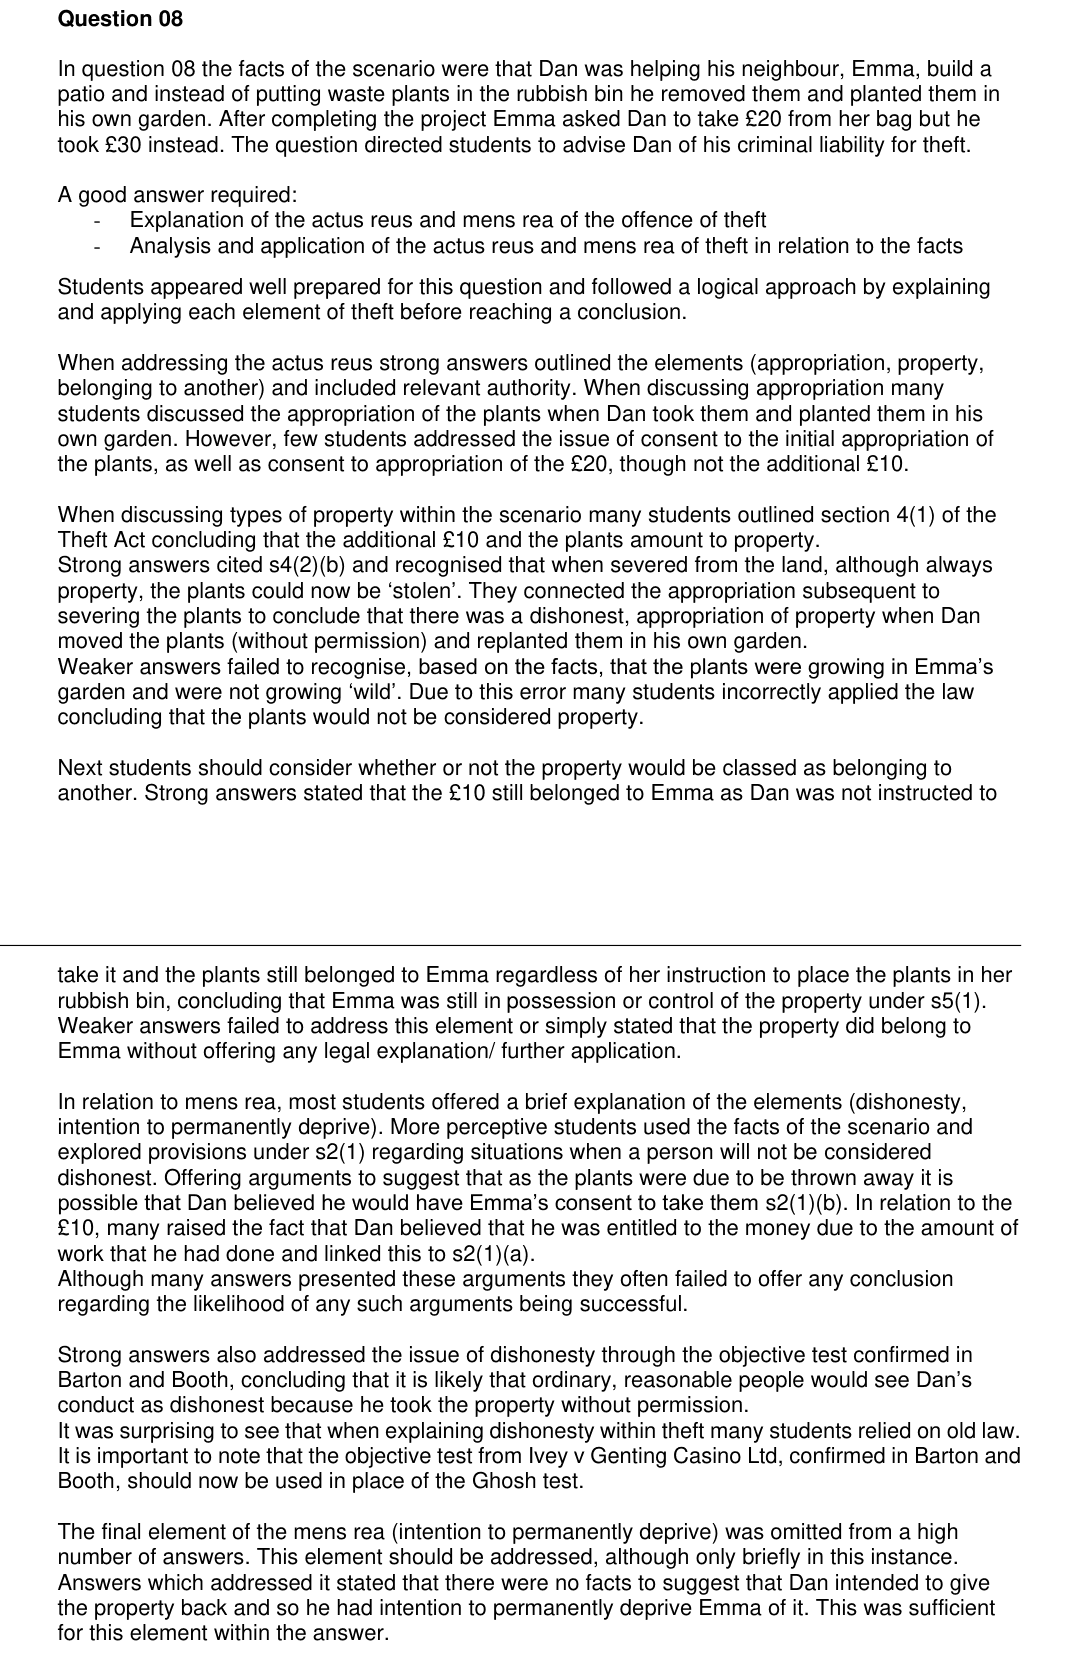 Question 08
In question 08 the facts of the scenario were that Dan was helping his neighbour, Emma, build a
patio and instead of putting waste plants in the rubbish bin he removed them and planted them in
his own garden. After completing the project Emma asked Dan to take £20 from her bag but he
took £30 instead. The question directed students to advise Dan of his criminal liability for theft.
A good answer required:
- Explanation of the actus reus and mens rea of the offence of theft
- Analysis and application of the actus reus and mens rea of theft in relation to the facts
Students appeared well prepared for this question and followed a logical approach by explaining
and applying each element of theft before reaching a conclusion.
When addressing the actus reus strong answers outlined the elements (appropriation, property,
belonging to another) and included relevant authority. When discussing appropriation many
students discussed the appropriation of the plants when Dan took them and planted them in his
own garden. However, few students addressed the issue of consent to the initial appropriation of
the plants, as well as consent to appropriation of the £20, though not the additional £10.
When discussing types of property within the scenario many students outlined section 4(1) of the
Theft Act concluding that the additional £10 and the plants amount to property.
Strong answers cited s4(2)(b) and recognised that when severed from the land, although always
property, the plants could now be ‘stolen’. They connected the appropriation subsequent to
severing the plants to conclude that there was a dishonest, appropriation of property when Dan
moved the plants (without permission) and replanted them in his own garden.
Weaker answers failed to recognise, based on the facts, that the plants were growing in Emma’s
garden and were not growing ‘wild’. Due to this error many students incorrectly applied the law
concluding that the plants would not be considered property.
Next students should consider whether or not the property would be classed as belonging to
another. Strong answers stated that the £10 still belonged to Emma as Dan was not instructed to
take it and the plants still belonged to Emma regardless of her instruction to place the plants in her
rubbish bin, concluding that Emma was still in possession or control of the property under s5(1).
Weaker answers failed to address this element or simply stated that the property did belong to
Emma without offering any legal explanation/ further application.
In relation to mens rea, most students offered a brief explanation of the elements (dishonesty,
intention to permanently deprive). More perceptive students used the facts of the scenario and
explored provisions under s2(1) regarding situations when a person will not be considered
dishonest. Offering arguments to suggest that as the plants were due to be thrown away it is
possible that Dan believed he would have Emma’s consent to take them s2(1)(b). In relation to the
£10, many raised the fact that Dan believed that he was entitled to the money due to the amount of
work that he had done and linked this to s2(1)(a).
Although many answers presented these arguments they often failed to offer any conclusion
regarding the likelihood of any such arguments being successful.
Strong answers also addressed the issue of dishonesty through the objective test confirmed in
Barton and Booth, concluding that it is likely that ordinary, reasonable people would see Dan’s
conduct as dishonest because he took the property without permission.
It was surprising to see that when explaining dishonesty within theft many students relied on old law.
It is important to note that the objective test from Ivey v Genting Casino Ltd, confirmed in Barton and
Booth, should now be used in place of the Ghosh test.
The final element of the mens rea (intention to permanently deprive) was omitted from a high
number of answers. This element should be addressed, although only briefly in this instance.
Answers which addressed it stated that there were no facts to suggest that Dan intended to give
the property back and so he had intention to permanently deprive Emma of it. This was sufficient
for this element within the answer.